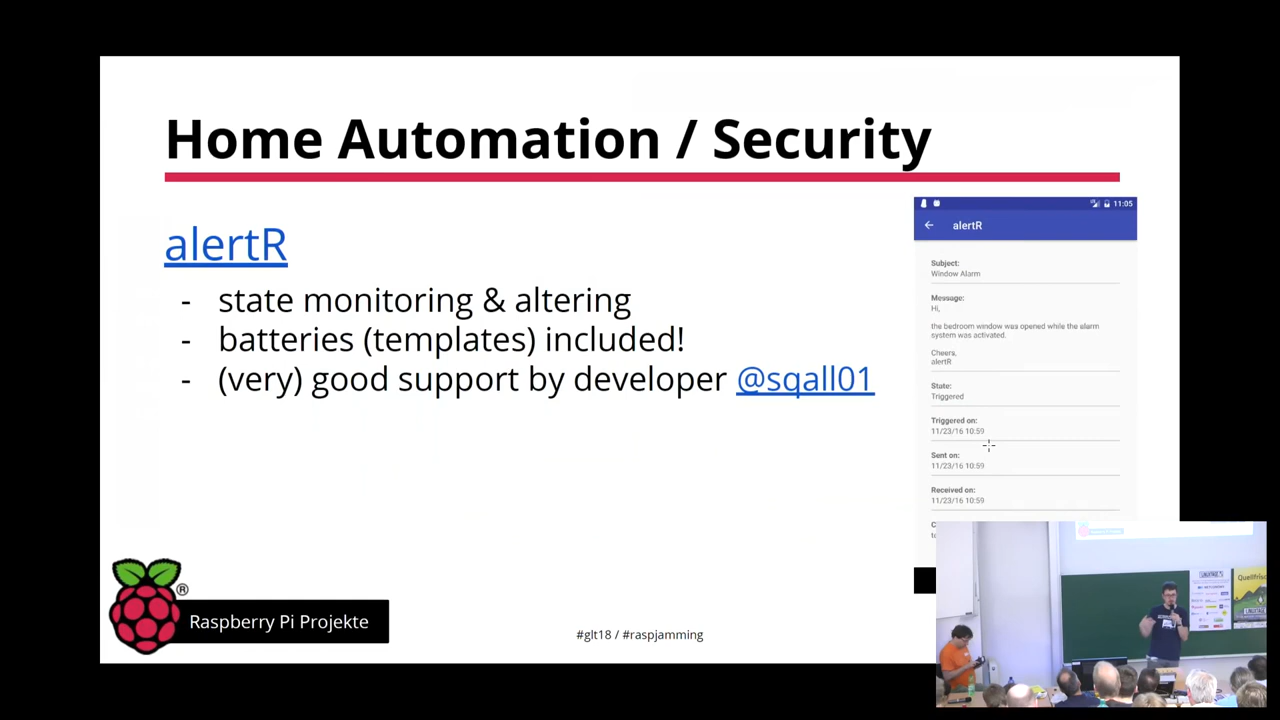 Home Automation / Security
alertR
- state monitoring & altering
- batteries (templates) included!
- (very) good support by developer @sqall01
11:05
alertR
Subject:
Window Alarm
Message:
Hi,
the bedroom window was opened while the alarm
system was activated.
Cheers,
alertR
State:
Triggered
Triggered on:
11/23/16 10:59
Sent on:
11/23/16 10:59
Received on:
11/23/16 10:59
®
Raspberry Pi Projekte
#glt18 / #raspjamming
Quellfrisc